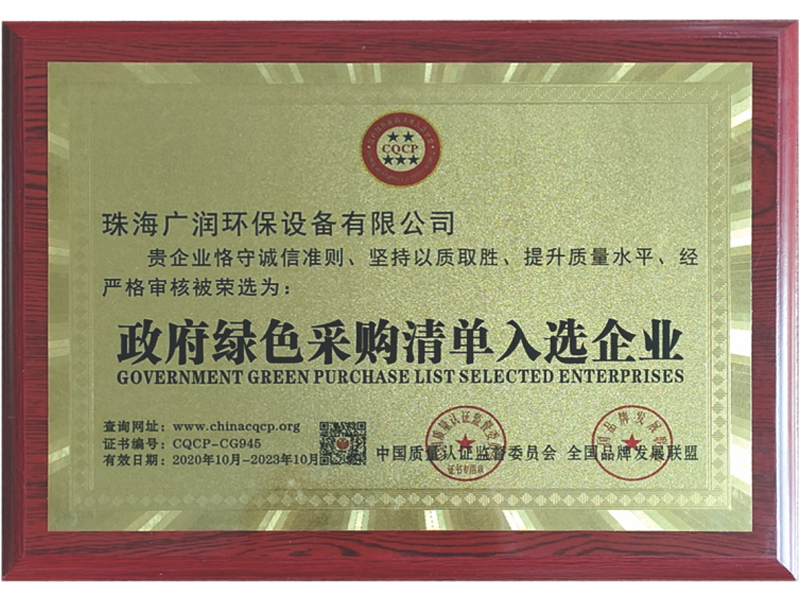 CQCP
珠海广润环保设备有限公司
贵企业恪守诚信准则、坚持以质取胜、提升质量水平、经
严格审核被荣选为：
政府绿色采购清单入选企业
GOVERNMENT GREEN PURCHASE LIST SELECTED ENTERPRISES
查询网址：www.chinacqcp.org
证书编号：CQCP-CG945
有效日期：2020年10月-2023年10月
中国质量认证监督委员会 全国品牌发展联盟
证书专用章